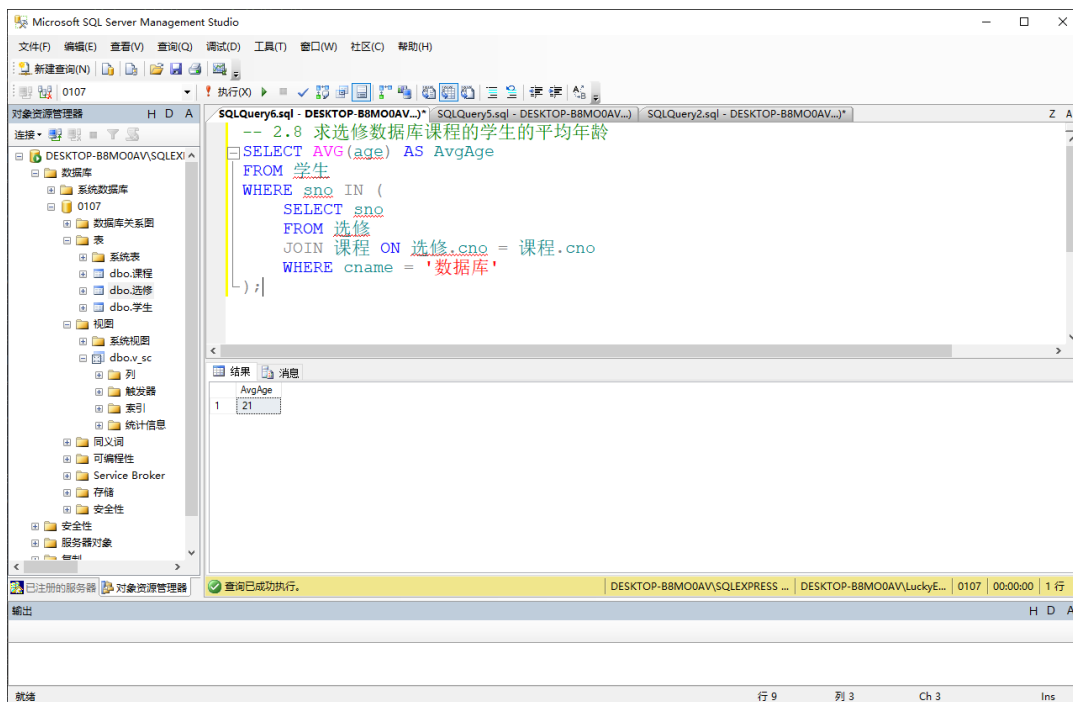 Microsoft SQL Server Management Studio
文件(F) 编辑(E) 查看(V) 查询(Q) 调试(D) 工具(T) 窗口(W) 社区(C) 帮助(H)
新建查询(N)
0107 执行(X)
对象资源管理器 H D A
连接
DESKTOP-B8MO0AV\SQLEXI
数据库
系统数据库
0107
数据库关系图
表
系统表
dbo.课程
dbo.选修
dbo.学生
视图
系统视图
dbo.v_sc
列
触发器
索引
统计信息
同义词
可编程性
Service Broker
存储
安全性
安全性
服务器对象
复制
已注册的服务器 对象资源管理器
SQLQuery6.sql - DESKTOP-B8MO0AV...)* SQLQuery5.sql - DESKTOP-B8MO0AV...) SQLQuery2.sql - DESKTOP-B8MO0AV...)* Z A
-- 2.8 求选修数据库课程的学生的平均年龄
SELECT AVG(age) AS AvgAge
FROM 学生
WHERE sno IN (
SELECT sno
FROM 选修
JOIN 课程 ON 选修.cno = 课程.cno
WHERE cname = '数据库'
);
结果 消息
AvgAge
1 21
查询已成功执行。 DESKTOP-B8MO0AV\SQLEXPRESS ... DESKTOP-B8MO0AV\LuckyE... 0107 00:00:00 1 行
输出 H D A
就绪 行 9 列 3 Ch 3 Ins